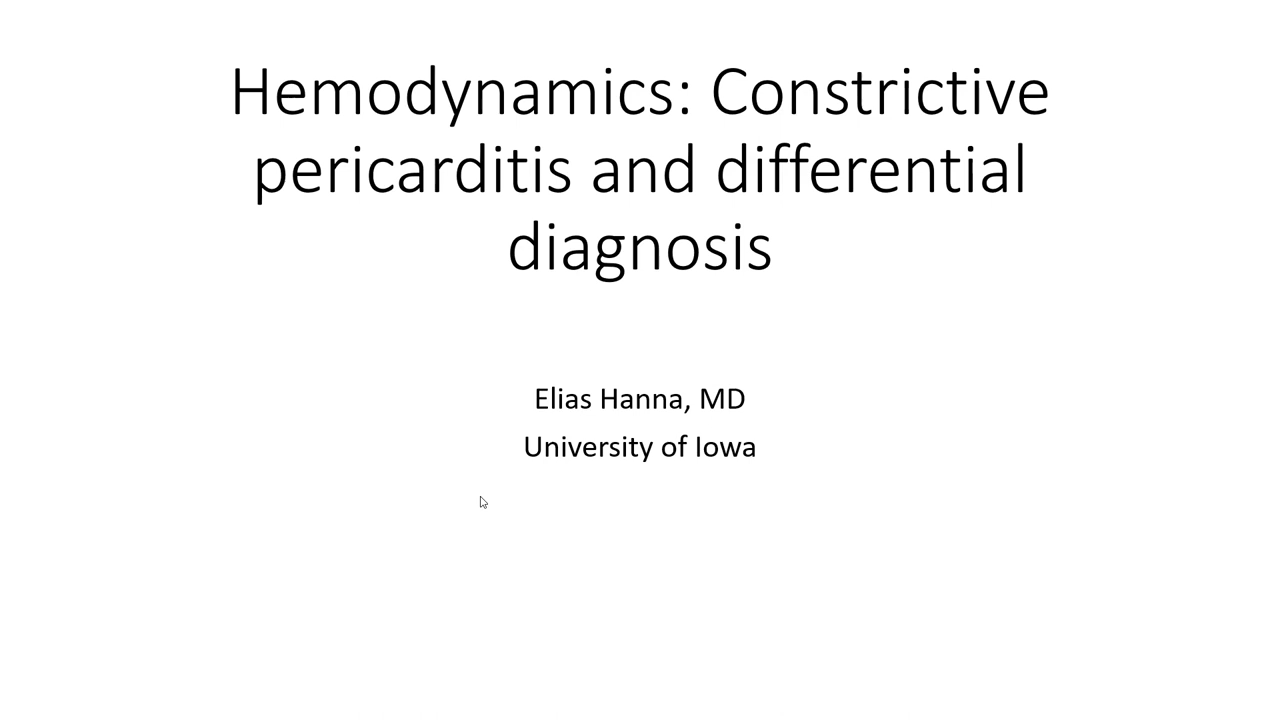 Hemodynamics: Constrictive
pericarditis and differential
diagnosis
Elias Hanna, MD
University of Iowa